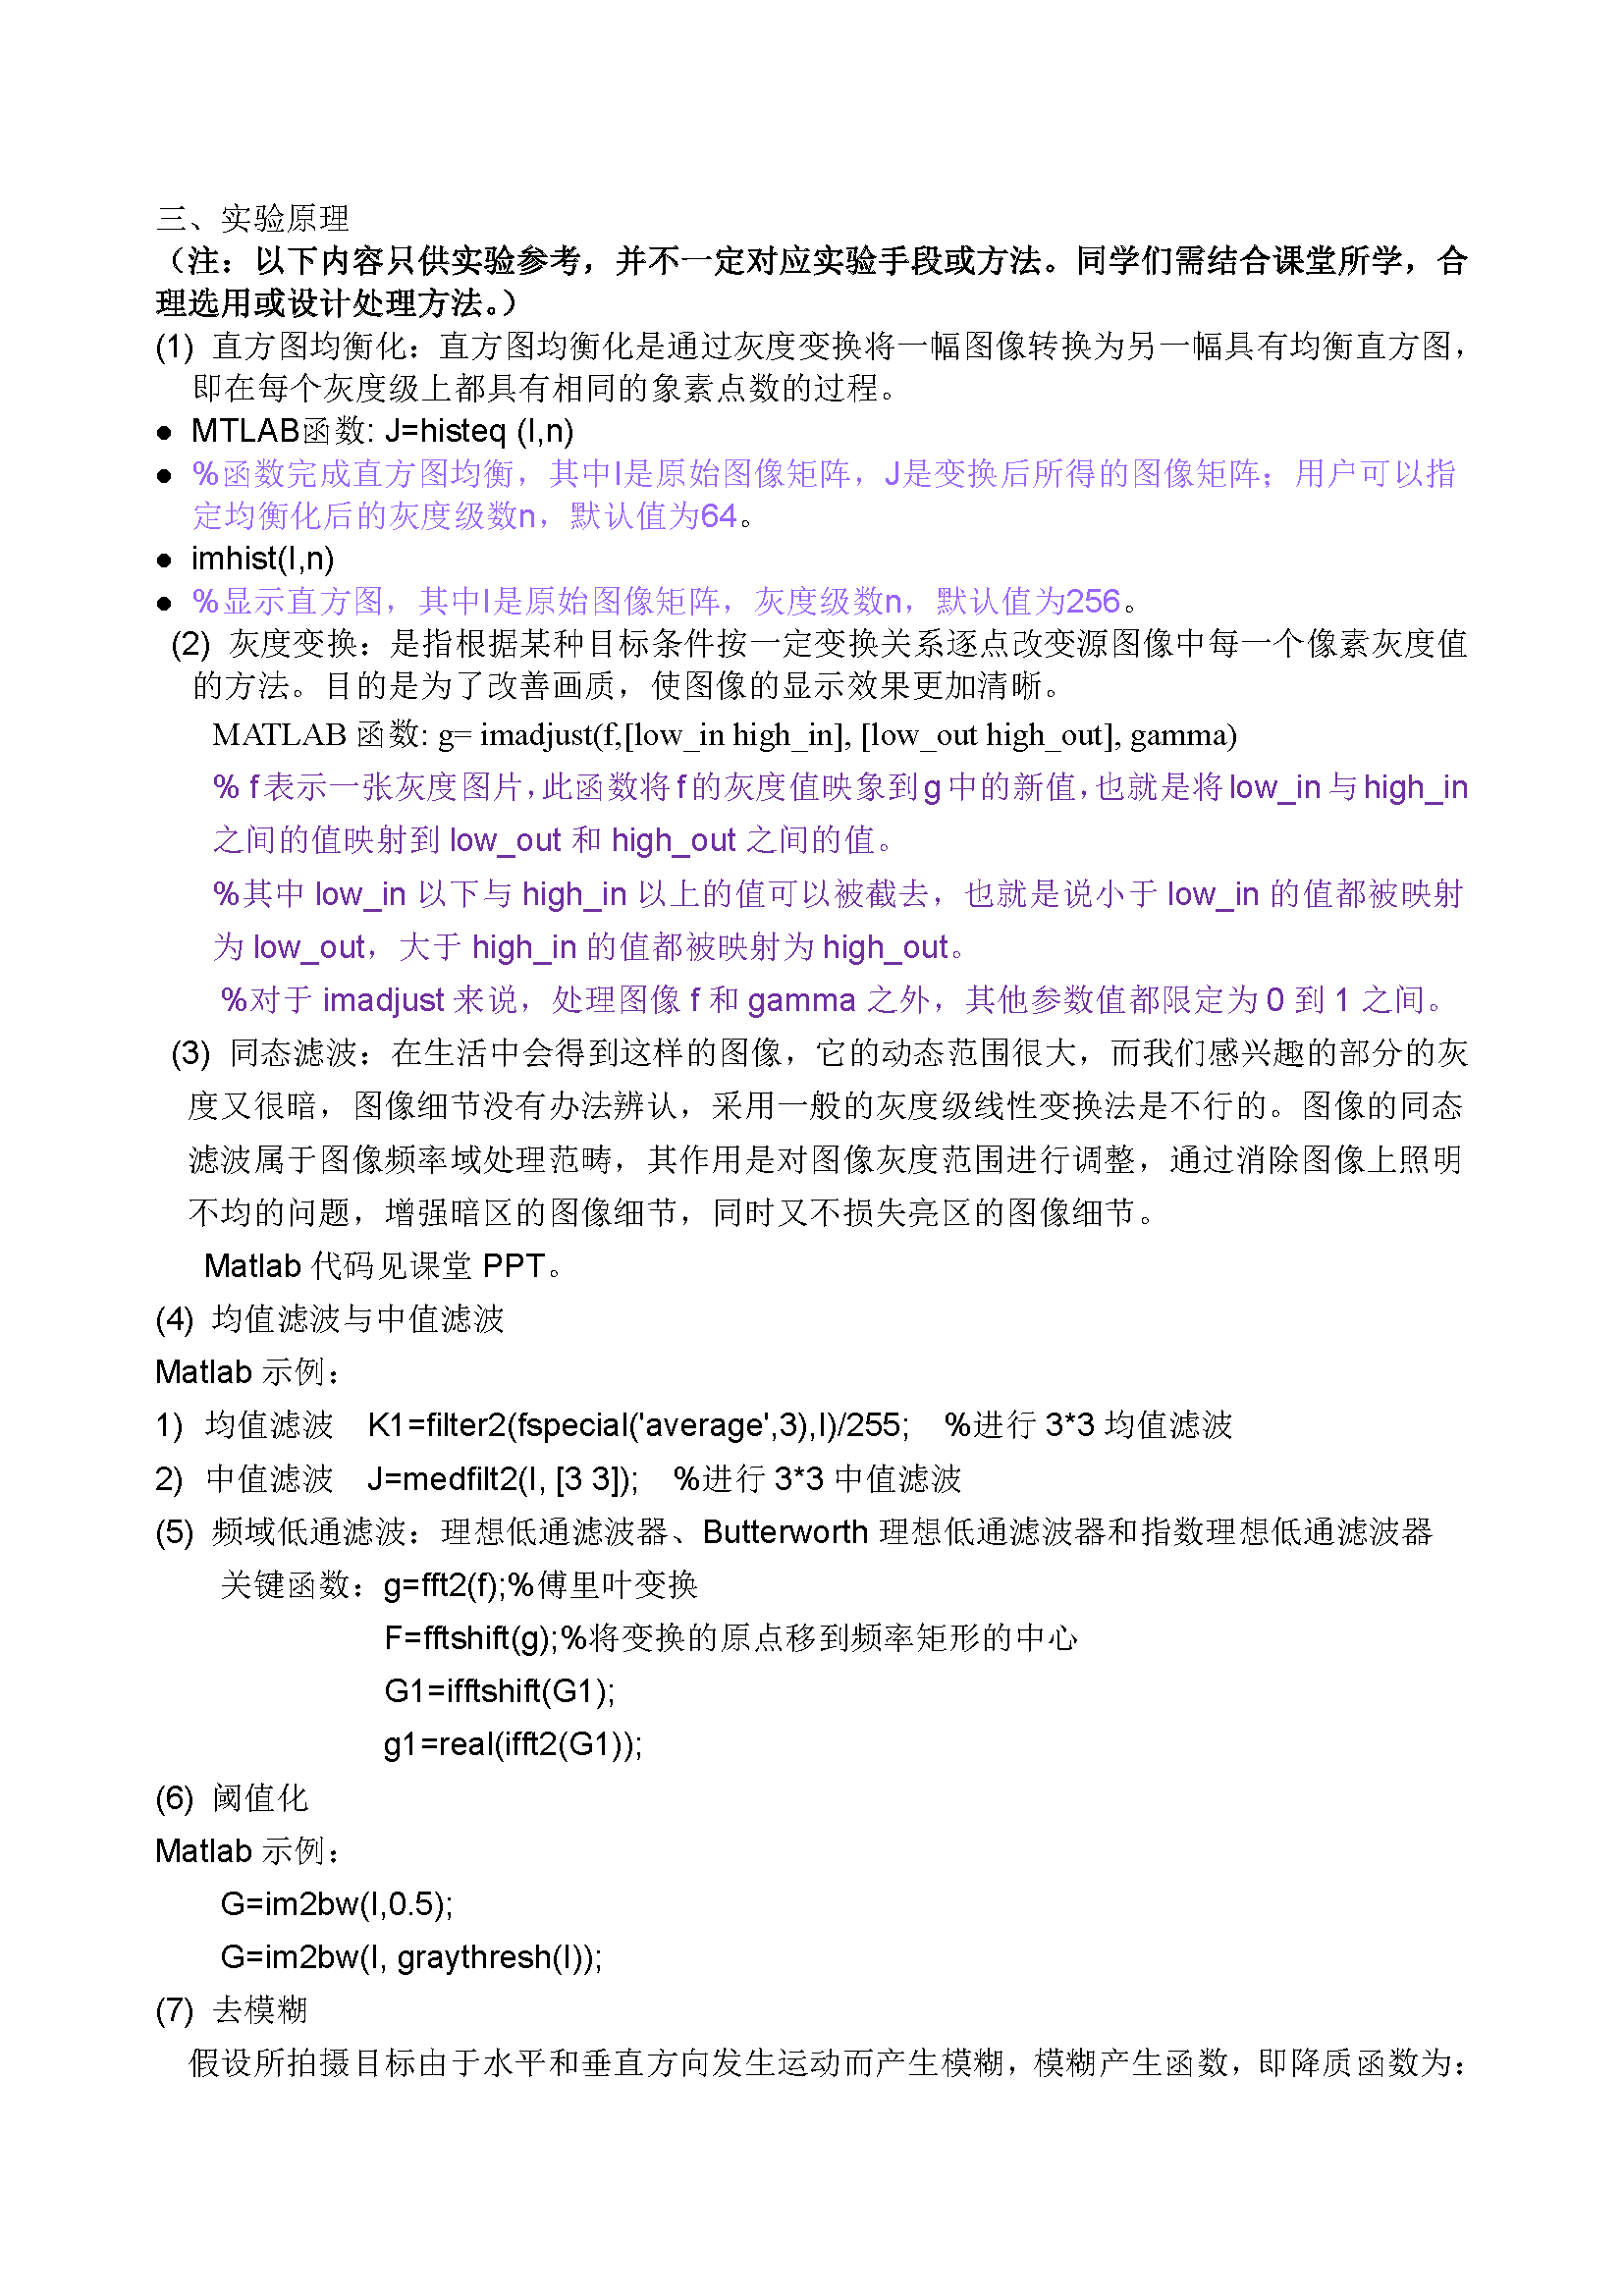 三、实验原理
（注：以下内容只供实验参考，并不一定对应实验手段或方法。同学们需结合课堂所学，合
理选用或设计处理方法。）
(1) 直方图均衡化：直方图均衡化是通过灰度变换将一幅图像转换为另一幅具有均衡直方图，
即在每个灰度级上都具有相同的象素点数的过程。
● MTLAB函数: J=histeq (I,n)
● %函数完成直方图均衡，其中I是原始图像矩阵，J是变换后所得的图像矩阵；用户可以指
定均衡化后的灰度级数n，默认值为64。
● imhist(I,n)
● %显示直方图，其中I是原始图像矩阵，灰度级数n，默认值为256。
(2) 灰度变换：是指根据某种目标条件按一定变换关系逐点改变源图像中每一个像素灰度值
的方法。目的是为了改善画质，使图像的显示效果更加清晰。
MATLAB 函数: g= imadjust(f,[low_in high_in], [low_out high_out], gamma)
% f 表示一张灰度图片，此函数将 f 的灰度值映象到 g 中的新值，也就是将 low_in 与 high_in
之间的值映射到 low_out 和 high_out 之间的值。
%其中 low_in 以下与 high_in 以上的值可以被截去，也就是说小于 low_in 的值都被映射
为 low_out，大于 high_in 的值都被映射为 high_out。
%对于 imadjust 来说，处理图像 f 和 gamma 之外，其他参数值都限定为 0 到 1 之间。
(3) 同态滤波：在生活中会得到这样的图像，它的动态范围很大，而我们感兴趣的部分的灰
度又很暗，图像细节没有办法辨认，采用一般的灰度级线性变换法是不行的。图像的同态
滤波属于图像频率域处理范畴，其作用是对图像灰度范围进行调整，通过消除图像上照明
不均的问题，增强暗区的图像细节，同时又不损失亮区的图像细节。
Matlab 代码见课堂 PPT。
(4) 均值滤波与中值滤波
Matlab 示例：
1) 均值滤波 K1=filter2(fspecial('average',3),I)/255; %进行 3*3 均值滤波
2) 中值滤波 J=medfilt2(I, [3 3]); %进行 3*3 中值滤波
(5) 频域低通滤波：理想低通滤波器、Butterworth 理想低通滤波器和指数理想低通滤波器
关键函数：g=fft2(f);%傅里叶变换
F=fftshift(g);%将变换的原点移到频率矩形的中心
G1=ifftshift(G1);
g1=real(ifft2(G1));
(6) 阈值化
Matlab 示例：
G=im2bw(I,0.5);
G=im2bw(I, graythresh(I));
(7) 去模糊
假设所拍摄目标由于水平和垂直方向发生运动而产生模糊，模糊产生函数，即降质函数为：